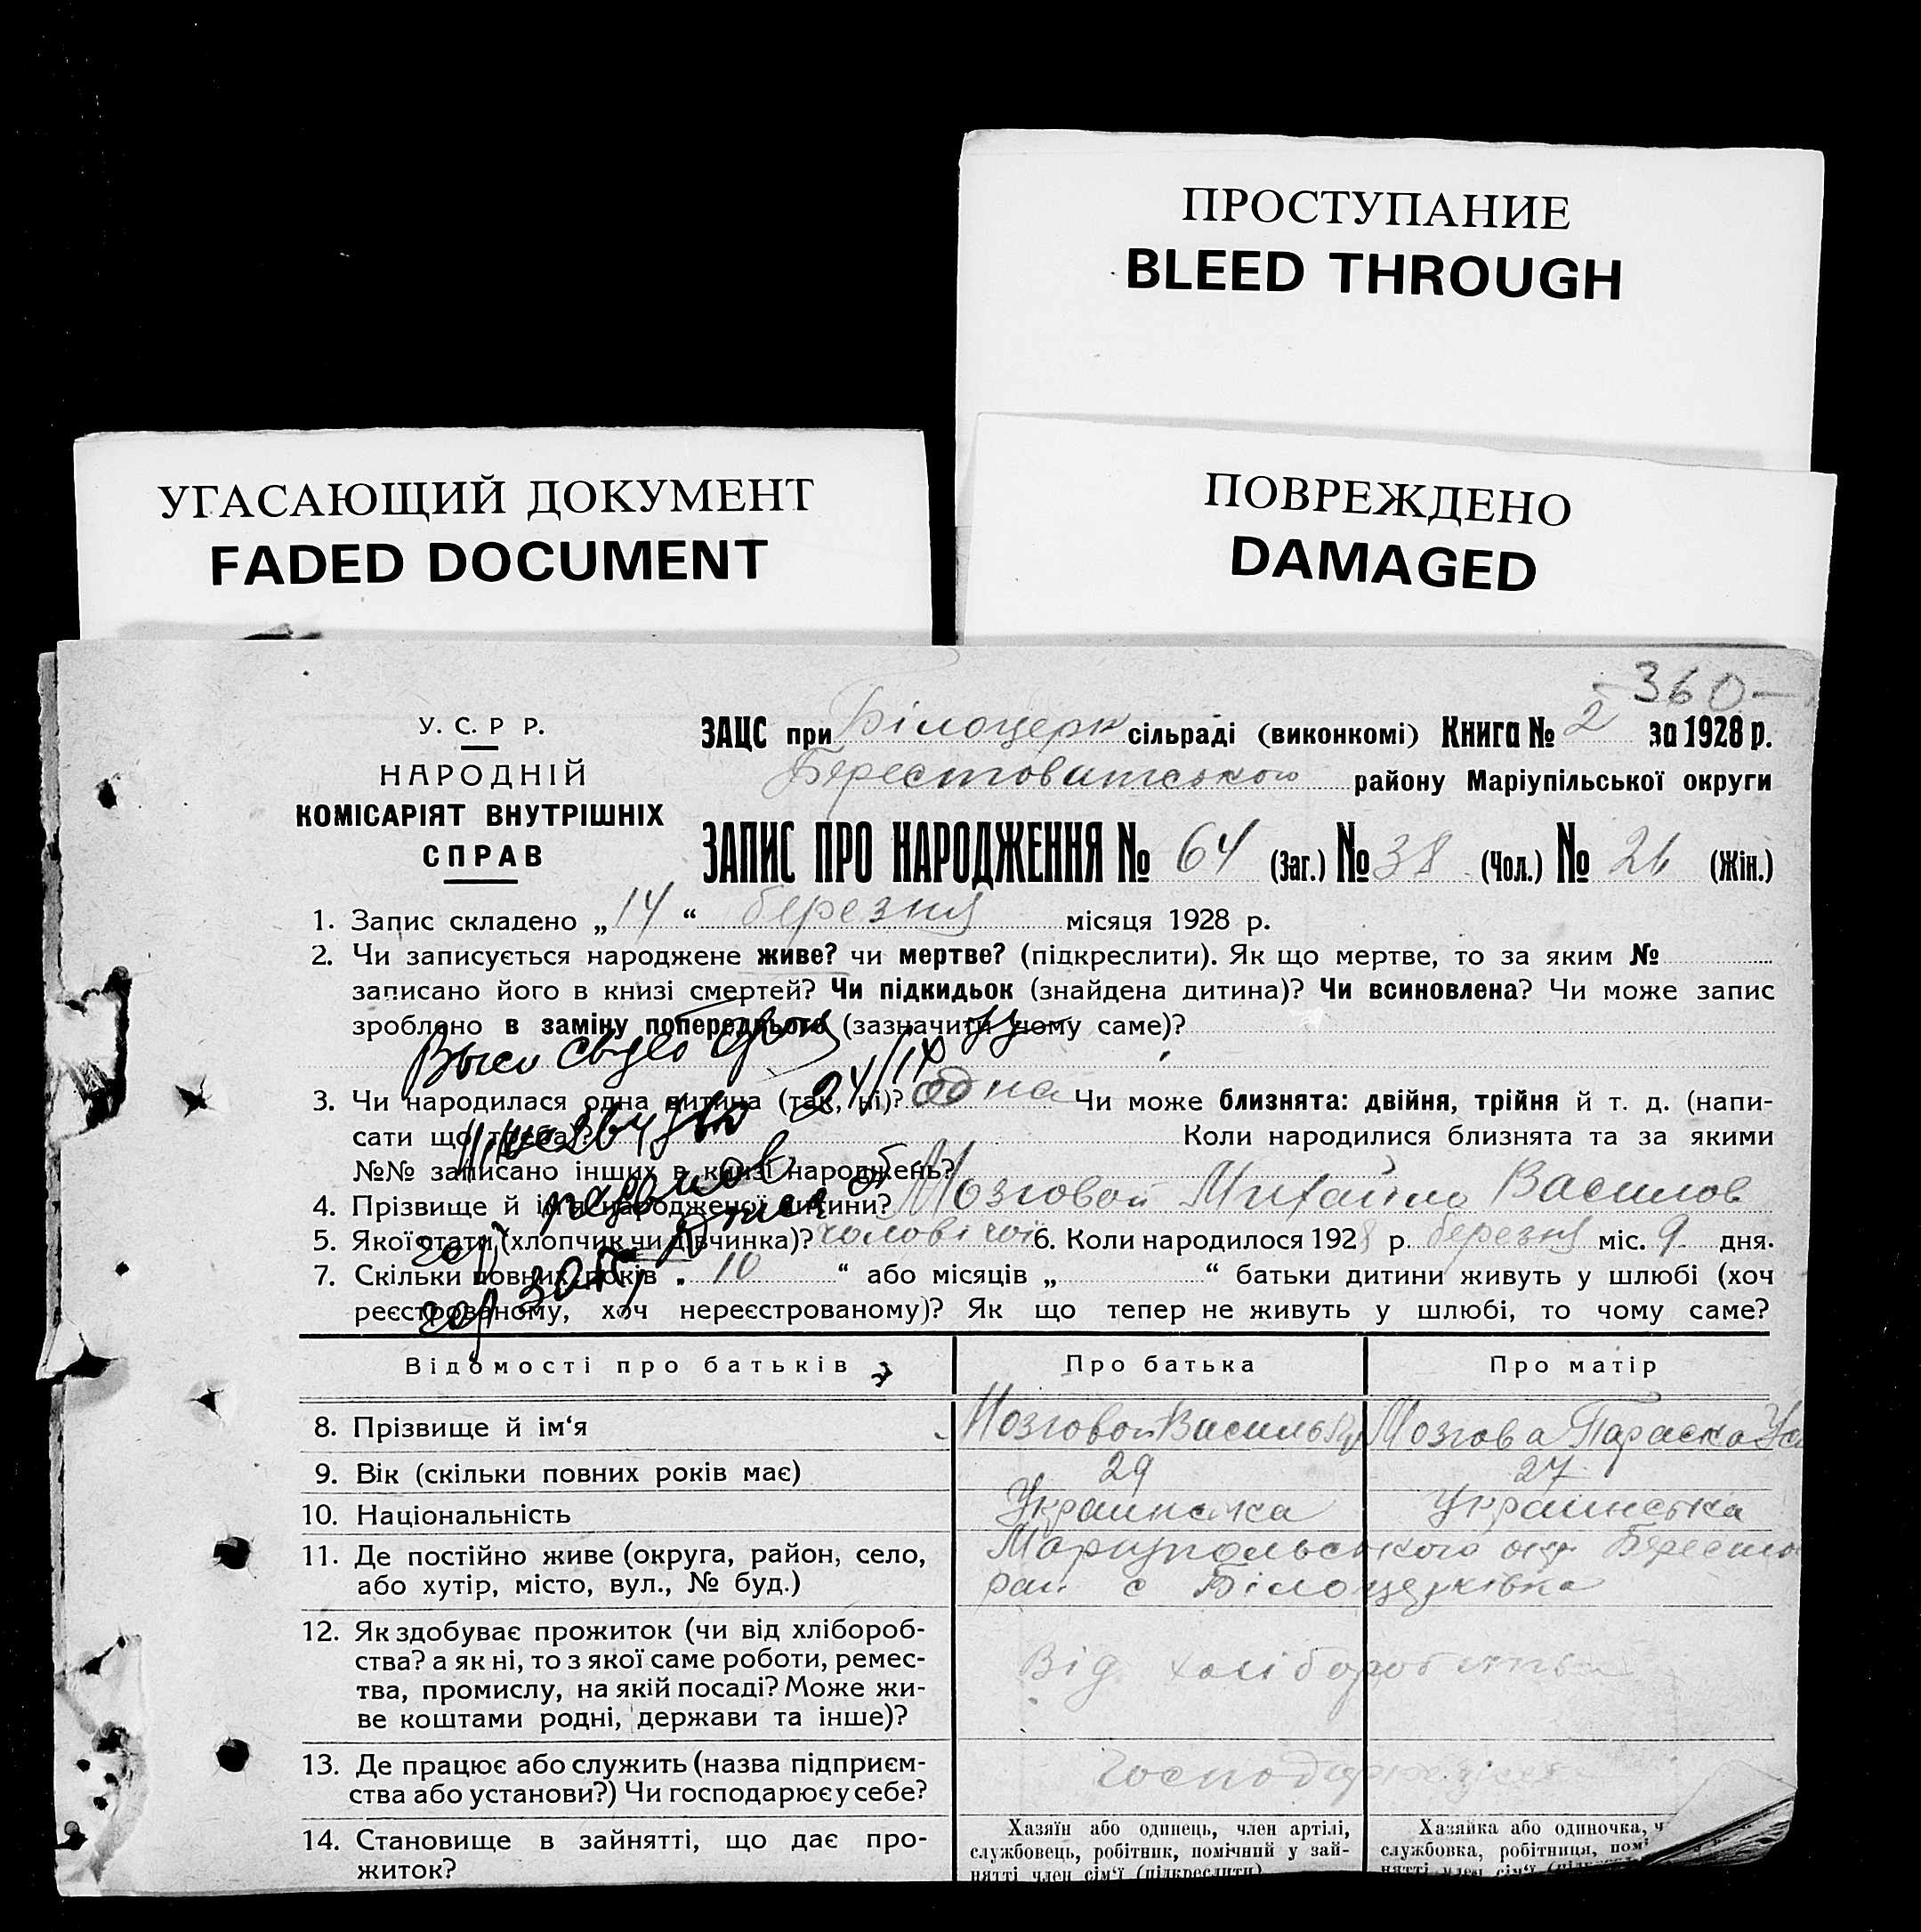 ПРОСТУПАНИЕ
BLEED THROUGH
УГАСАЮЩИЙ ДОКУМЕНТ
FADED DOCUMENT
ПОВРЕЖДЕНО
DAMAGED
360
У. С. Р Р.
НАРОДНІЙ
КОМІСАРІЯТ ВНУТРІШНІХ
СПРАВ
ЗАЦС при Білоцерк сільраді (виконкомі) Книга № 2 за 1928 р.
Берестоватського району Маріупільської округи
ЗАПИС ПРО НАРОДЖЕННЯ № 64 (Заг.) № 38 (Чол.) № 26 (Жін.)
1. Запис складено „ 14 “ березня місяця 1928 р.
2. Чи записується народжене живе? чи мертве? (підкреслити). Як що мертве, то за яким №
записано його в книзі смертей? Чи підкидьок (знайдена дитина)? Чи всиновлена? Чи може запис
зроблено в заміну попереднього (зазначити чому саме)?
24/IX
3. Чи народилася одна дитина (так, ні)? одна Чи може близнята: двійня, трійня й т. д. (напи-
сати що треба)? Коли народилися близнята та за якими
№№ записано інших в книзі народжень?
4. Прізвище й ім'я народженої дитини? Мозговой Михайло Василов
5. Якої стати (хлопчик чи дівчинка)? чоловічої 6. Коли народилося 1928 р. березня міс. 9 дня.
7. Скільки повних років „ 10 “ або місяців „ “ батьки дитини живуть у шлюбі (хоч
реєстрованому, хоч нереєстрованому)? Як що тепер не живуть у шлюбі, то чому саме?
Відомості про батьків Про батька Про матір
8. Прізвище й ім‘я Мозговой Василь Мозгова Параска
9. Вік (скільки повних років має) 29 27
10. Національність Украинська Украинська
11. Де постійно живе (округа, район, село, Мариупольського окр. Бересто
або хутір, місто, вул., № буд.) рай с Білоцерківка
12. Як здобуває прожиток (чи від хлібороб-
ства? а як ні, то з якої саме роботи, ремес- Від хліборобства
тва, промислу, на якій посаді? Може жи-
ве коштами родні, держави та інше)?
13. Де працює або служить (назва підприєм-
ства або установи?) Чи господарює у себе?
14. Становище в зайнятті, що дає про-
житок?
Хазяїн або одинець, член артілі,
службовець, робітник, помічний у зай-
нятті член сім'ї (підкреслити)
Хазяйка або одиночка,
службовка, робітниця,
нятті член сім'ї